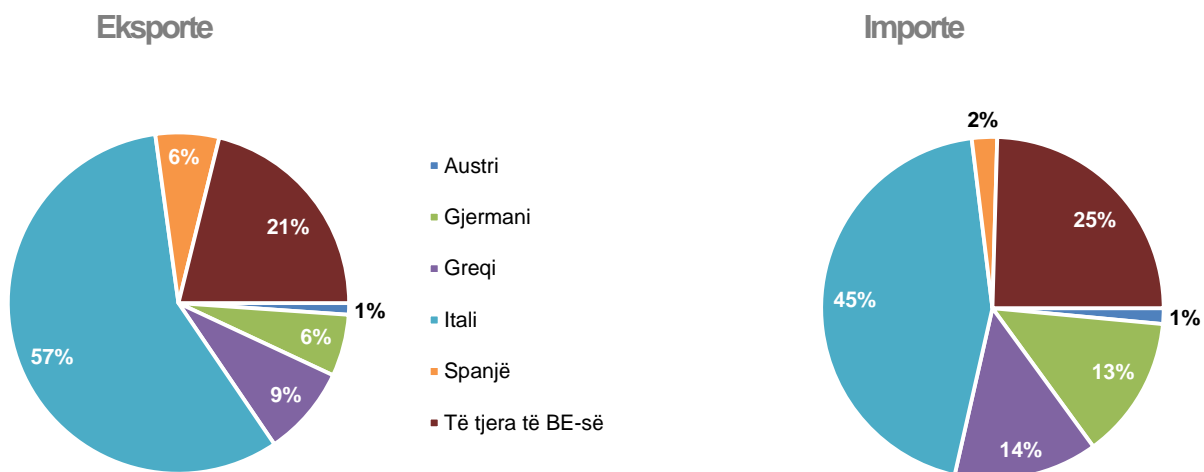 Eksporte
6%
21%
1%
6%
9%
57%
Austri
Gjermani
Greqi
Itali
Spanjë
Të tjera të BE-së
Importe
2%
25%
1%
13%
14%
45%